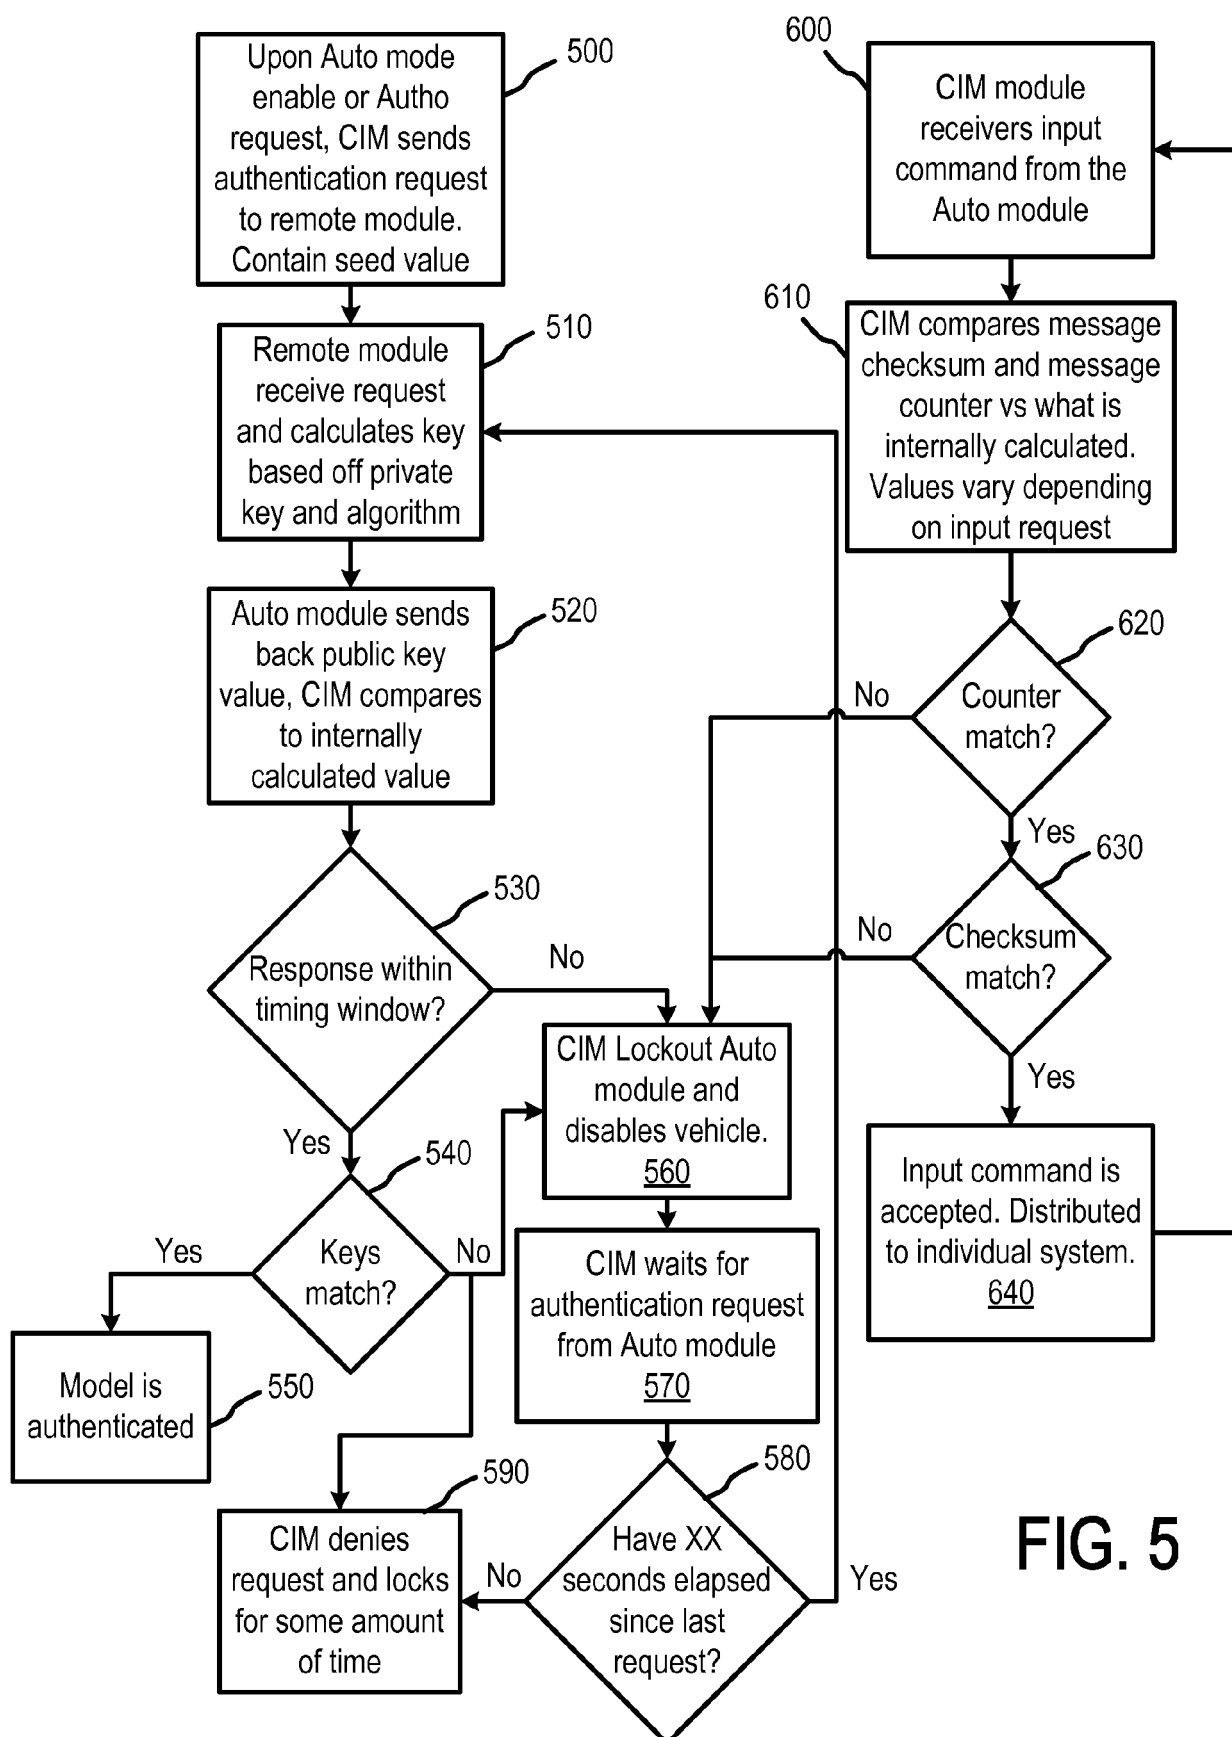 500
Upon Auto mode
enable or Autho
request, CIM sends
authentication request
to remote module.
Contain seed value
510
Remote module
receive request
and calculates key
based off private
key and algorithm
520
Auto module sends
back public key
value, CIM compares
to internally
calculated value
530
Response within
timing window?
No
Yes
540
Keys
match?
Yes
No
Model is
authenticated
550
CIM Lockout Auto
module and
disables vehicle.
560
CIM waits for
authentication request
from Auto module
570
580
Have XX
seconds elapsed
since last
request?
No
Yes
590
CIM denies
request and locks
for some amount
of time
600
CIM module
receivers input
command from the
Auto module
610
CIM compares message
checksum and message
counter vs what is
internally calculated.
Values vary depending
on input request
620
Counter
match?
No
Yes
630
Checksum
match?
No
Yes
Input command is
accepted. Distributed
to individual system.
640
FIG. 5